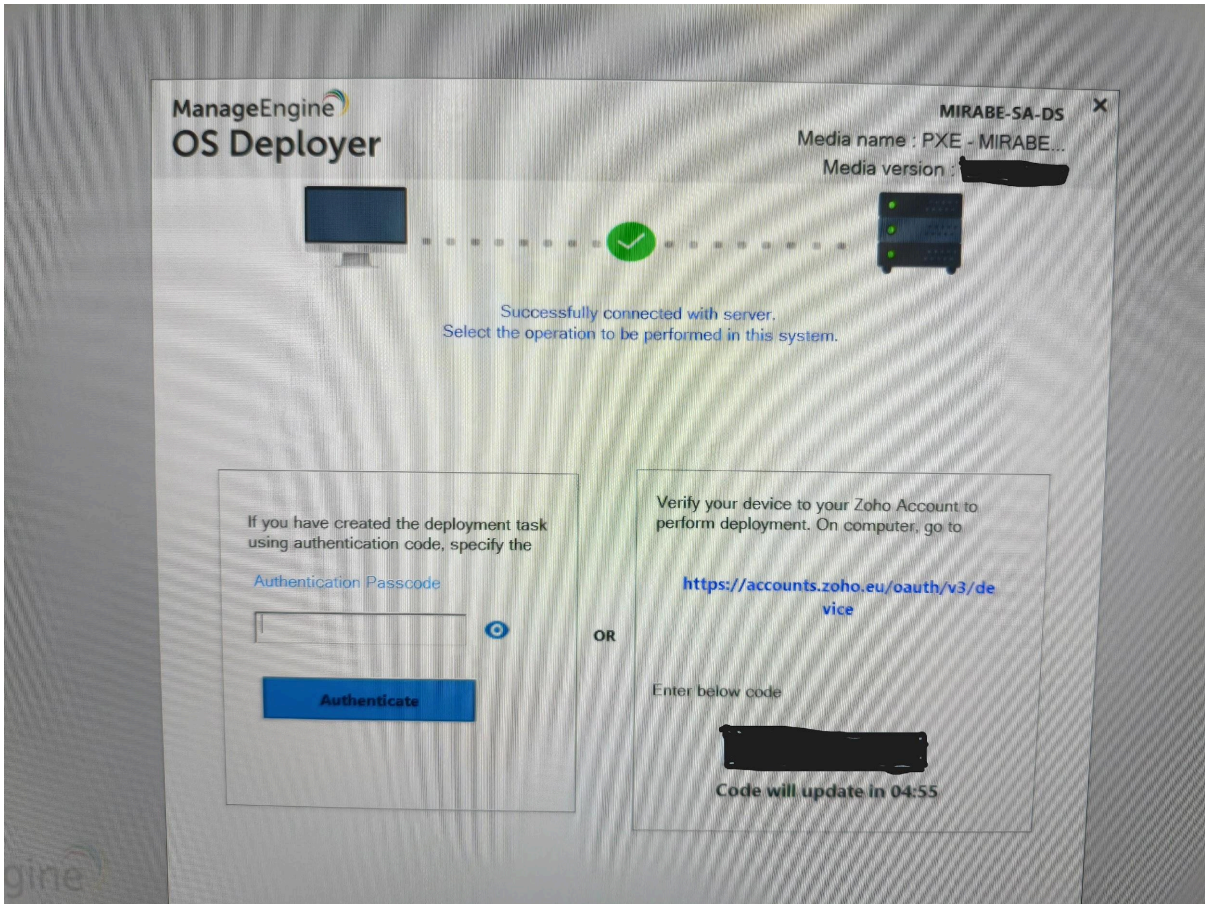 ManageEngine
OS Deployer
MIRABE-SA-DS
Media name : PXE - MIRABE...
Media version :
Successfully connected with server.
Select the operation to be performed in this system.
If you have created the deployment task
using authentication code, specify the
Authentication Passcode
Authenticate
OR
Verify your device to your Zoho Account to
perform deployment. On computer, go to
https://accounts.zoho.eu/oauth/v3/de
vice
Enter below code
Code will update in 04:55
gine